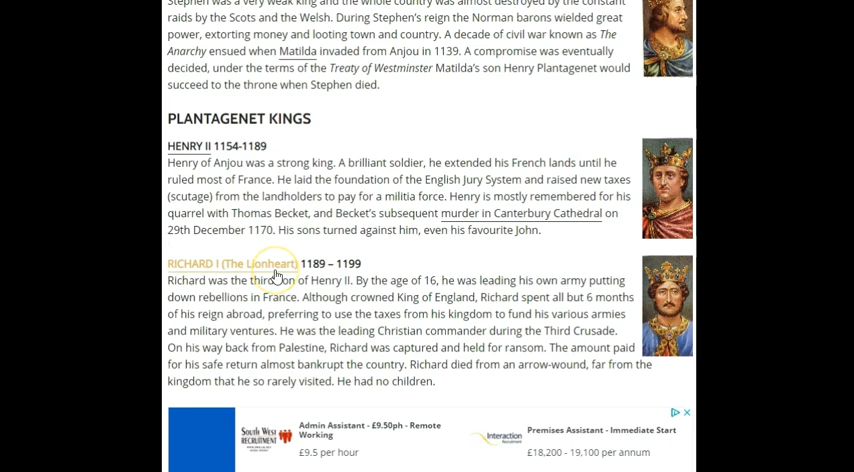 Stephen was a very weak king and the whole country was almost destroyed by the constant
raids by the Scots and the Welsh. During Stephen's reign the Norman barons wielded great
power, extorting money and looting town and country. A decade of civil war known as The
Anarchy ensued when Matilda invaded from Anjou in 1139. A compromise was eventually
decided, under the terms of the Treaty of Westminster Matilda's son Henry Plantagenet would
succeed to the throne when Stephen died.
PLANTAGENET KINGS
HENRY II 1154-1189
Henry of Anjou was a strong king. A brilliant soldier, he extended his French lands until he
ruled most of France. He laid the foundation of the English Jury System and raised new taxes
(scutage) from the landholders to pay for a militia force. Henry is mostly remembered for his
quarrel with Thomas Becket, and Becket's subsequent murder in Canterbury Cathedral on
29th December 1170. His sons turned against him, even his favourite John.
RICHARD I (The Lionheart) 1189 – 1199
Richard was the third son of Henry II. By the age of 16, he was leading his own army putting
down rebellions in France. Although crowned King of England, Richard spent all but 6 months
of his reign abroad, preferring to use the taxes from his kingdom to fund his various armies
and military ventures. He was the leading Christian commander during the Third Crusade.
On his way back from Palestine, Richard was captured and held for ransom. The amount paid
for his safe return almost bankrupt the country. Richard died from an arrow-wound, far from the
kingdom that he so rarely visited. He had no children.
SOUTH WEST
RECRUITMENT
Admin Assistant - £9.50ph - Remote
Working
£9.5 per hour
Interaction
Recruitment
Premises Assistant - Immediate Start
£18,200 - 19,100 per annum